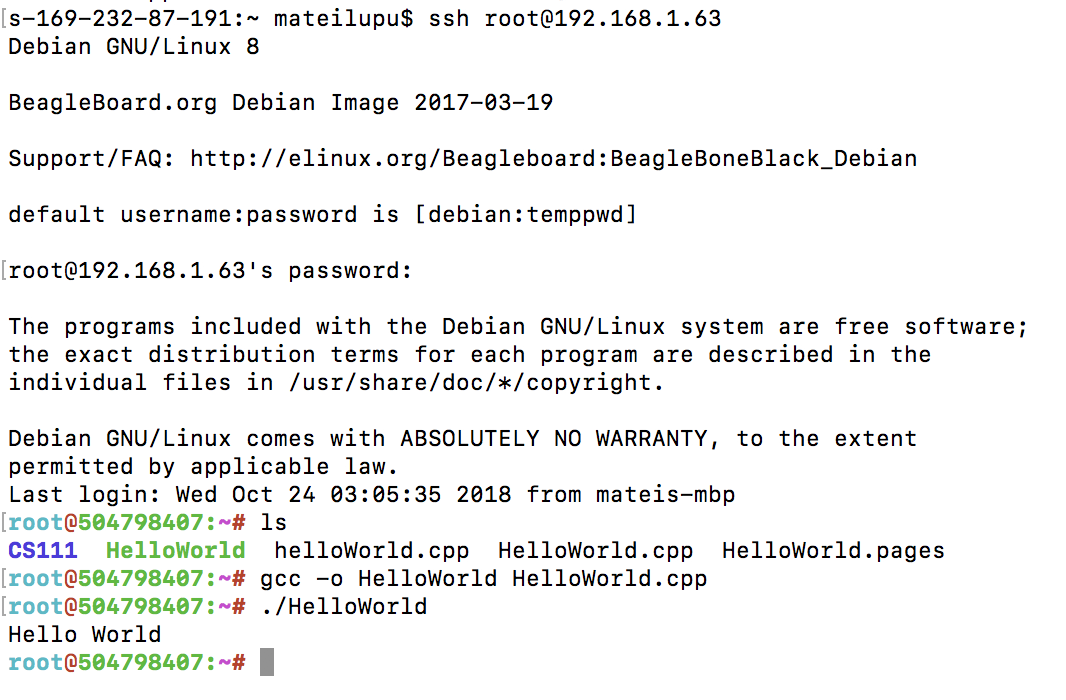 [s-169-232-87-191:~ mateilupu$ ssh root@192.168.1.63
Debian GNU/Linux 8
BeagleBoard.org Debian Image 2017-03-19
Support/FAQ: http://elinux.org/Beagleboard:BeagleBoneBlack_Debian
default username:password is [debian:temppwd]
[root@192.168.1.63's password:
The programs included with the Debian GNU/Linux system are free software;
the exact distribution terms for each program are described in the
individual files in /usr/share/doc/*/copyright.
Debian GNU/Linux comes with ABSOLUTELY NO WARRANTY, to the extent
permitted by applicable law.
Last login: Wed Oct 24 03:05:35 2018 from mateis-mbp
[root@504798407:~# ls
CS111  HelloWorld  helloWorld.cpp  HelloWorld.cpp  HelloWorld.pages
[root@504798407:~# gcc -o HelloWorld HelloWorld.cpp
[root@504798407:~# ./HelloWorld
Hello World
root@504798407:~#